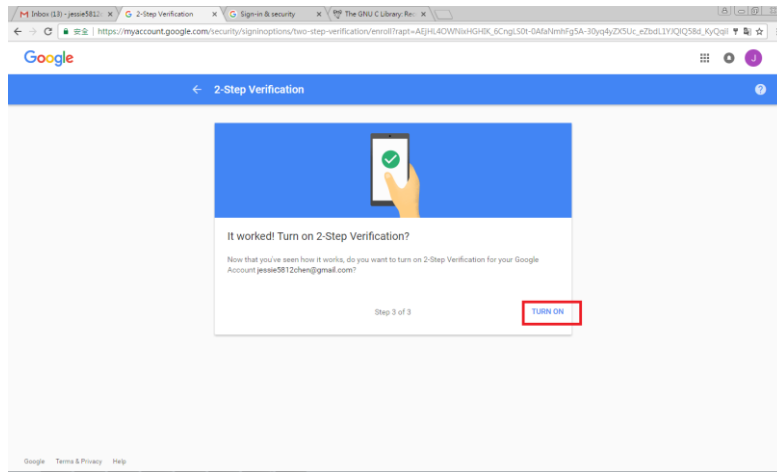 Inbox (13) - jessie5812
2-Step Verification
Sign-in & security
The GNU C Library: Re
https://myaccount.google.com/security/signinoptions/two-step-verification/enroll?rapt=
Google
J
2-Step Verification
It worked! Turn on 2-Step Verification?
Now that you've seen how it works, do you want to turn on 2-Step Verification for your Google
Account jessie5812chen@gmail.com?
Step 3 of 3
TURN ON
Google Terms & Privacy Help